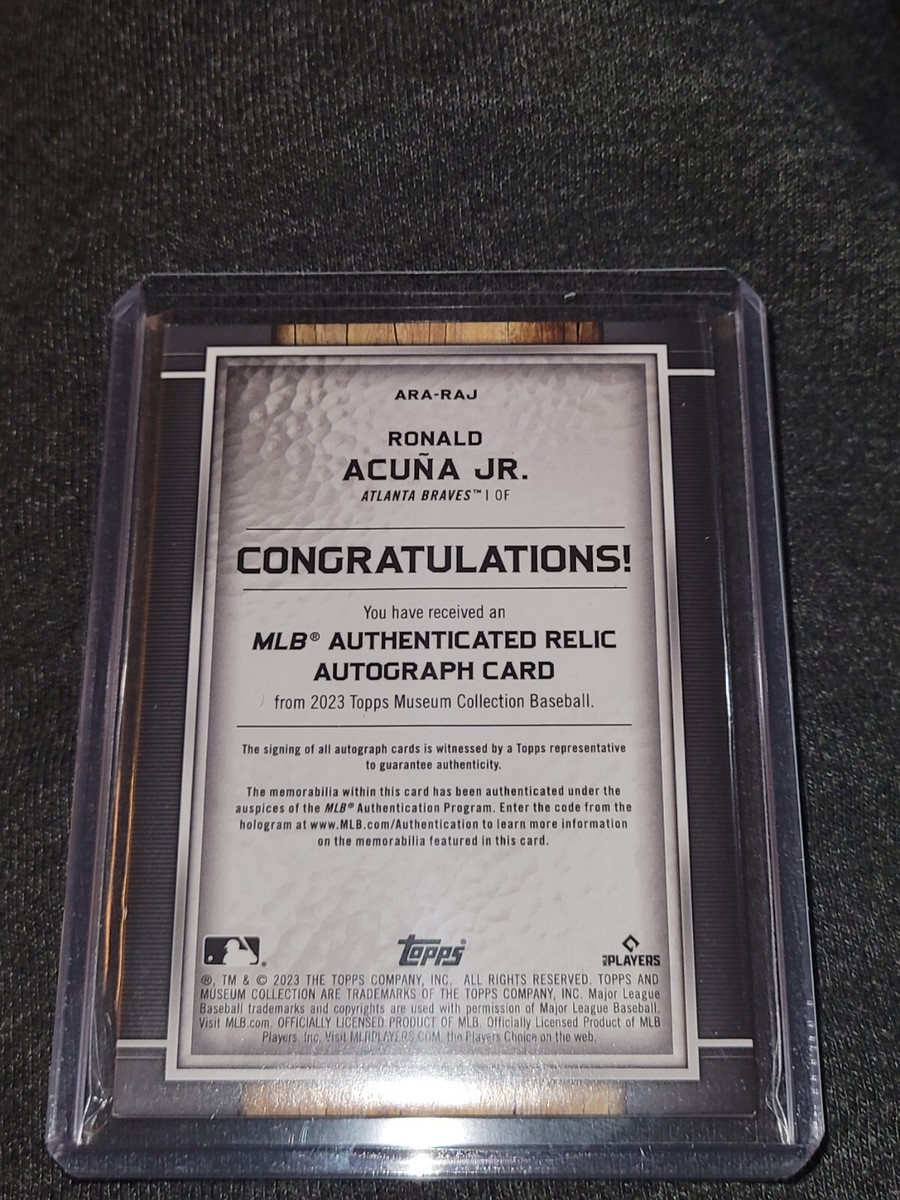 ARA-RAJ
RONALD
ACUÑA JR.
ATLANTA BRAVES™ | OF
CONGRATULATIONS!
You have received an
MLB® AUTHENTICATED RELIC
AUTOGRAPH CARD
from 2023 Topps Museum Collection Baseball.
The signing of all autograph cards is witnessed by a Topps representative
to guarantee authenticity.
The memorabilia within this card has been authenticated under the
auspices of the MLB® Authentication Program. Enter the code from the
hologram at www.MLB.com/Authentication to learn more information
on the memorabilia featured in this card.
topps®
MLB PLAYERS
®, TM & © 2023 THE TOPPS COMPANY, INC. ALL RIGHTS RESERVED. TOPPS AND
MUSEUM COLLECTION ARE TRADEMARKS OF THE TOPPS COMPANY, INC. Major League
Baseball trademarks and copyrights are used with permission of Major League Baseball.
Visit MLB.com. OFFICIALLY LICENSED PRODUCT OF MLB. Officially Licensed Product of MLB
Players, Inc. Visit MLBPLAYERS.COM, the Players Choice on the web.